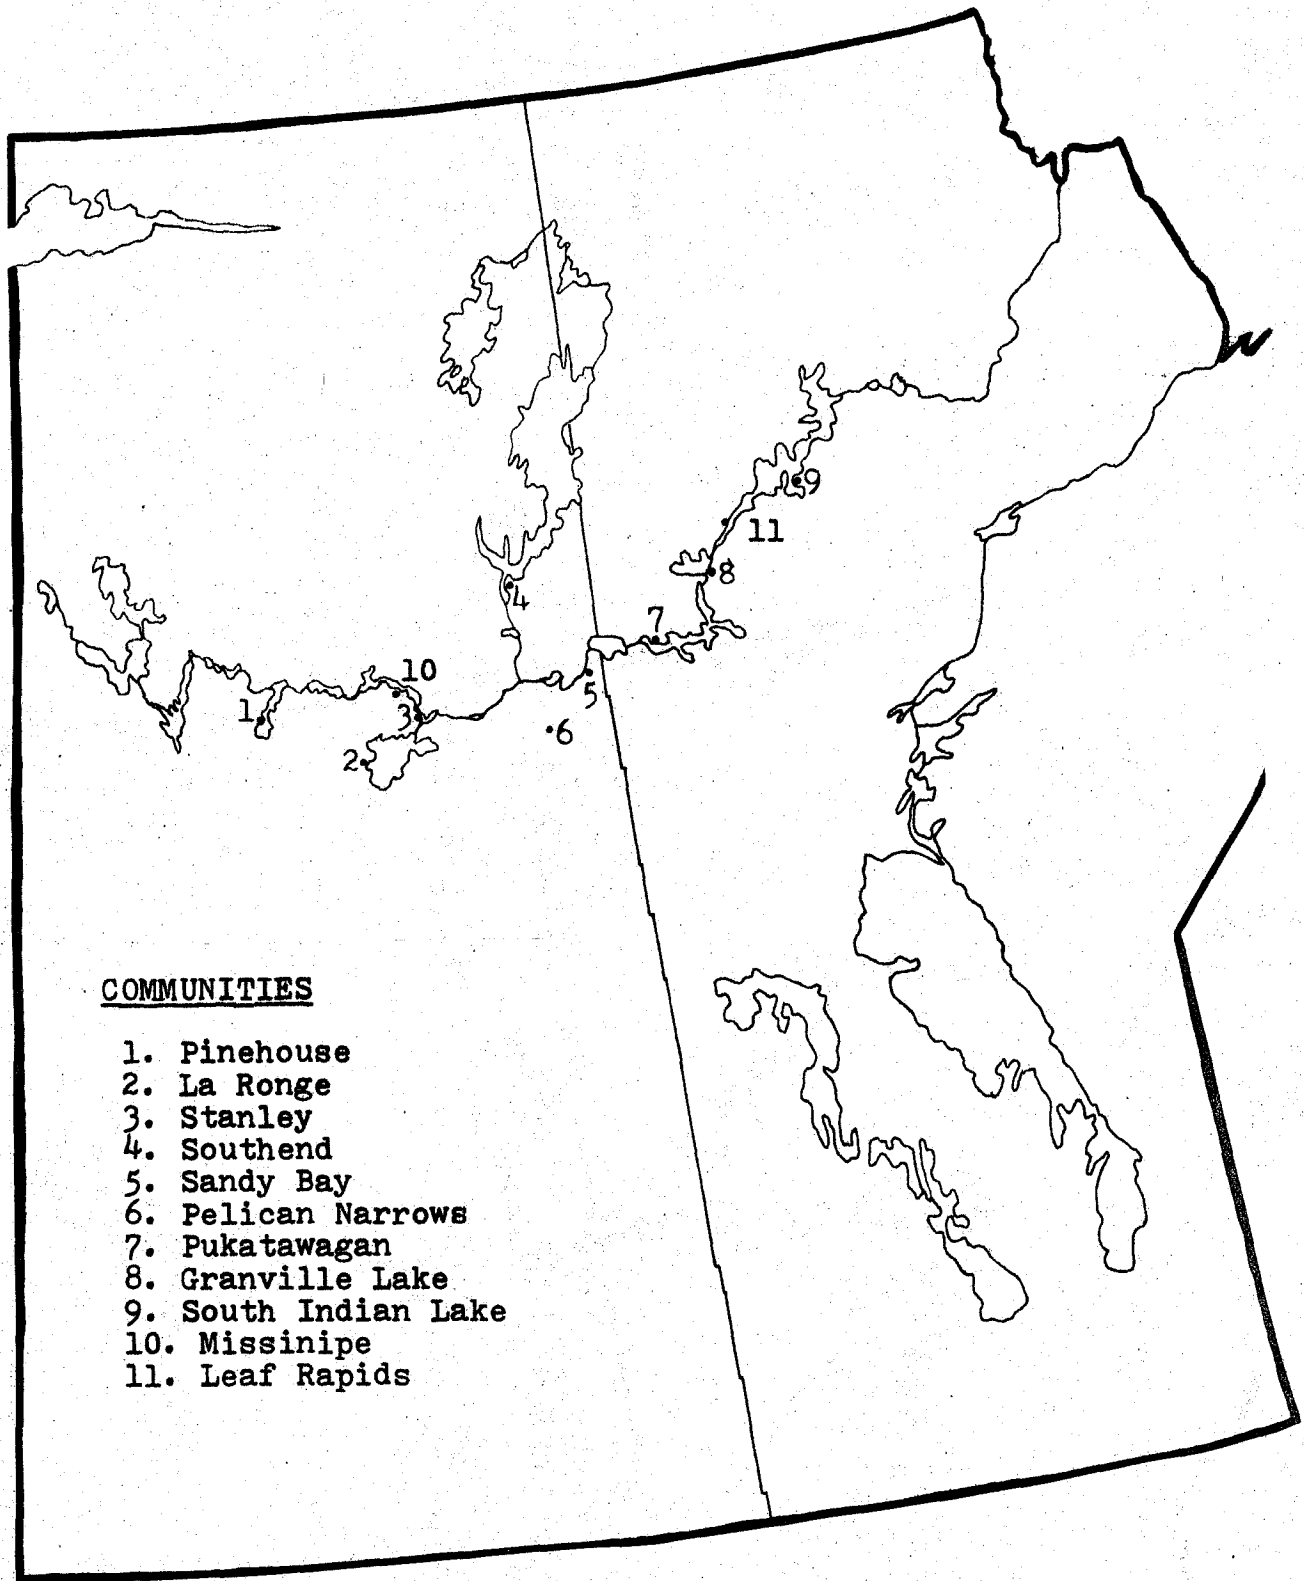 9
11
8
4
7
10
5
1
3
6
2
COMMUNITIES
1. Pinehouse
2. La Ronge
3. Stanley
4. Southend
5. Sandy Bay
6. Pelican Narrows
7. Pukatawagan
8. Granville Lake
9. South Indian Lake
10. Missinipe
11. Leaf Rapids